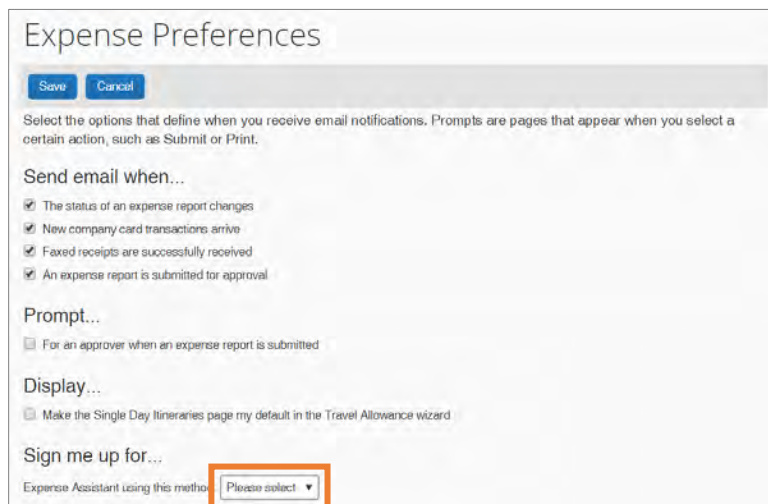 Expense Preferences
Save Cancel
Select the options that define when you receive email notifications. Prompts are pages that appear when you select a
certain action, such as Submit or Print.
Send email when...
The status of an expense report changes
New company card transactions arrive
Faxed receipts are successfully received
An expense report is submitted for approval
Prompt...
For an approver when an expense report is submitted
Display...
Make the Single Day Itineraries page my default in the Travel Allowance wizard
Sign me up for...
Expense Assistant using this method Please select